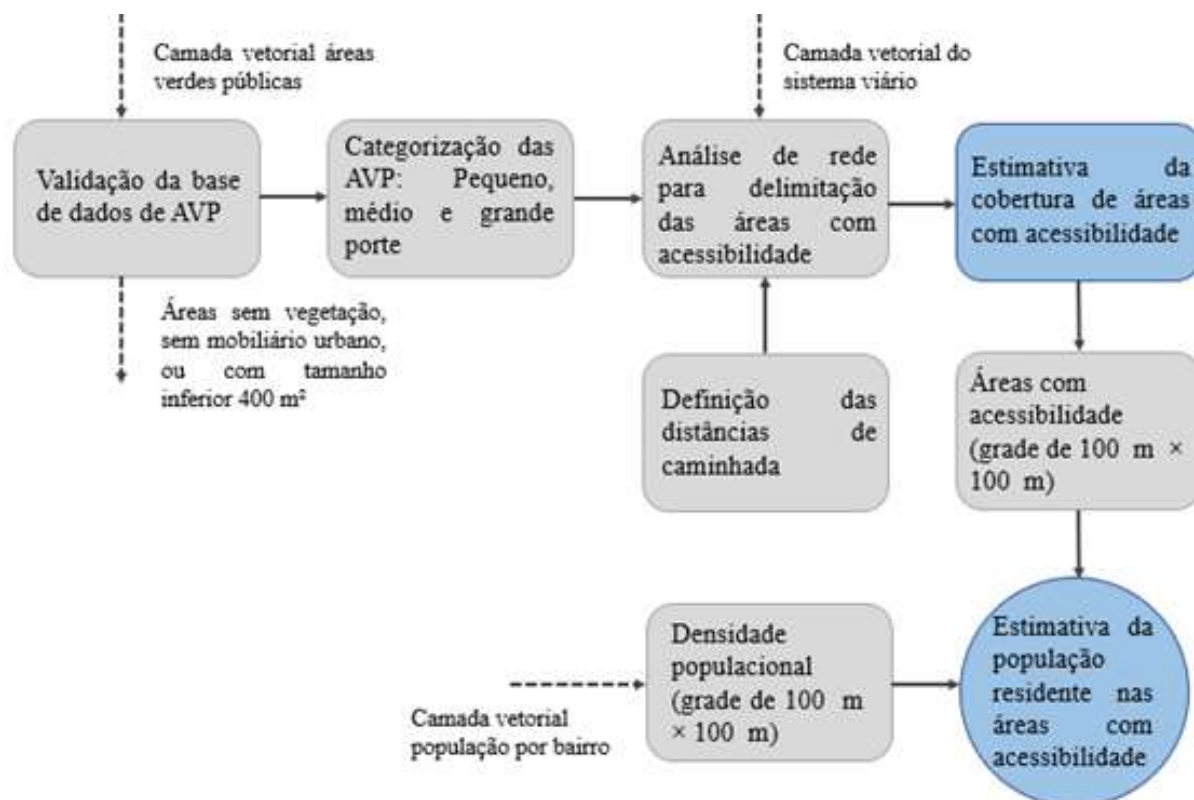 Camada vetorial áreas
verdes públicas
Camada vetorial do
sistema viário
Validação da base
de dados de AVP
Categorização das
AVP: Pequeno,
médio e grande
porte
Análise de rede
para delimitação
das áreas com
acessibilidade
Estimativa da
cobertura de áreas
com acessibilidade
Áreas sem vegetação,
sem mobiliário urbano,
ou com tamanho
inferior 400 m²
Definição das
distâncias de
caminhada
Áreas com
acessibilidade
(grade de 100 m ×
100 m)
Camada vetorial
população por bairro
Densidade
populacional
(grade de 100 m
× 100 m)
Estimativa da
população
residente nas
áreas com
acessibilidade